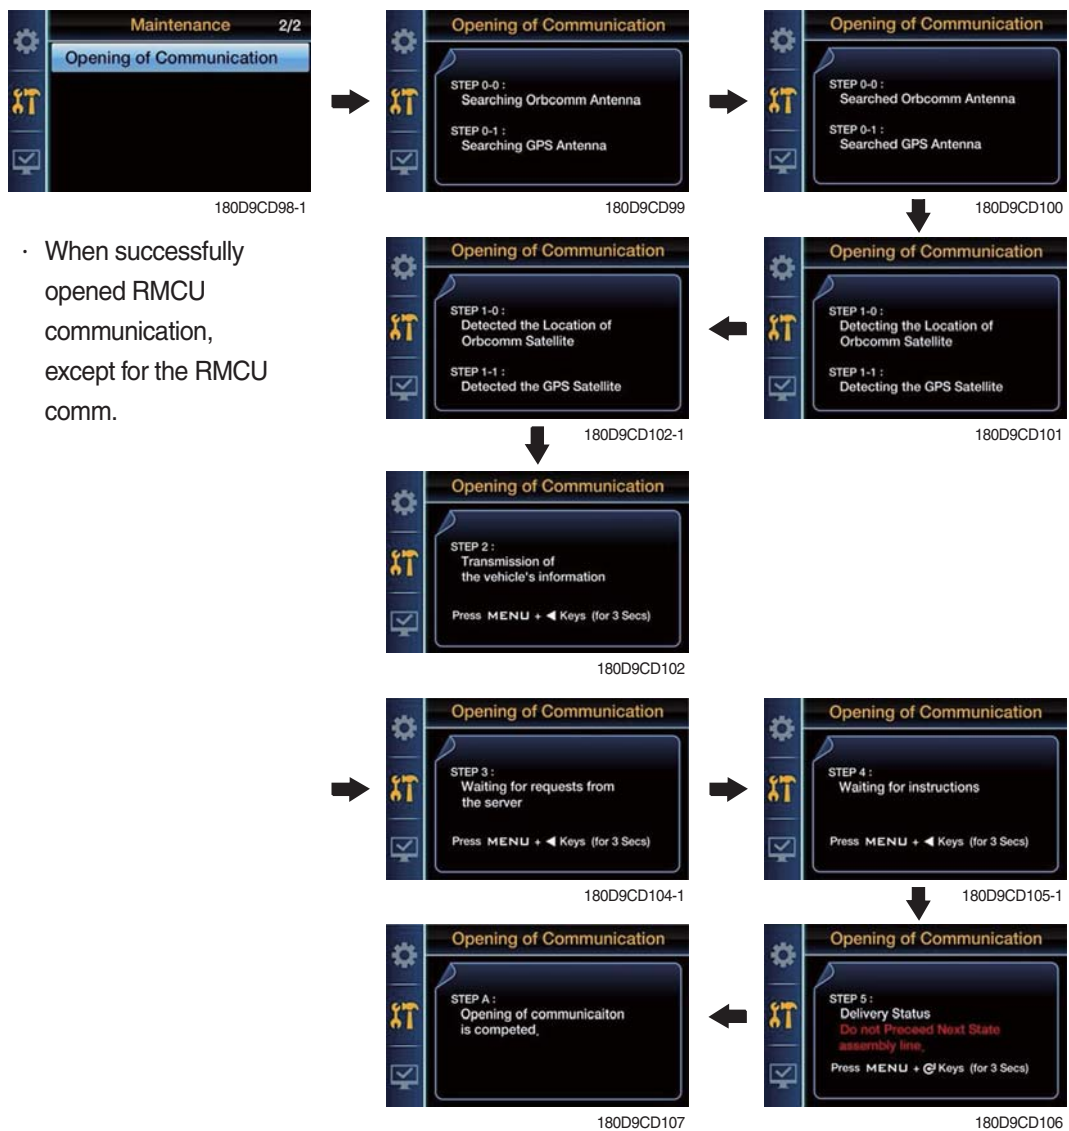 Maintenance 2/2
Opening of Communication
180D9CD98-1
Opening of Communication
STEP 0-0 :
Searching Orbcomm Antenna
STEP 0-1 :
Searching GPS Antenna
180D9CD99
Opening of Communication
STEP 0-0 :
Searched Orbcomm Antenna
STEP 0-1 :
Searched GPS Antenna
180D9CD100
· When successfully
opened RMCU
communication,
except for the RMCU
comm.
Opening of Communication
STEP 1-0 :
Detecting the Location of
Orbcomm Satellite
STEP 1-1 :
Detecting the GPS Satellite
180D9CD101
Opening of Communication
STEP 1-0 :
Detected the Location of
Orbcomm Satellite
STEP 1-1 :
Detected the GPS Satellite
180D9CD102-1
Opening of Communication
STEP 2 :
Transmission of
the vehicle's information
Press MENU + ◀ Keys (for 3 Secs)
180D9CD102
Opening of Communication
STEP 3 :
Waiting for requests from
the server
Press MENU + ◀ Keys (for 3 Secs)
180D9CD104-1
Opening of Communication
STEP 4 :
Waiting for instructions
Press MENU + ◀ Keys (for 3 Secs)
180D9CD105-1
Opening of Communication
STEP 5 :
Delivery Status
Do not Preceed Next State
assembly line.
Press MENU + Keys (for 3 Secs)
180D9CD106
Opening of Communication
STEP A :
Opening of communicaiton
is competed.
180D9CD107